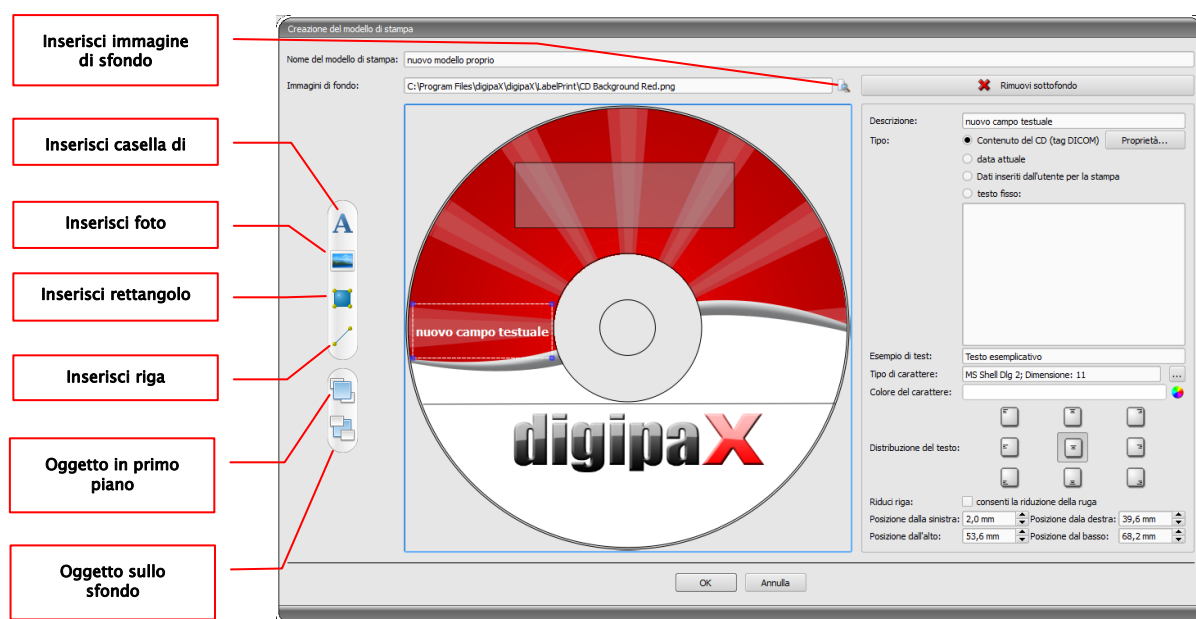 Inserisci immagine
di sfondo
Inserisci casella di
Inserisci foto
Inserisci rettangolo
Inserisci riga
Oggetto in primo
piano
Oggetto sullo
sfondo
Creazione del modello di stampa
Nome del modello di stampa: nuovo modello proprio
Immagini di fondo: C:\Program Files\digipaX\digipaX\LabelPrint\CD Background Red.png
Rimuovi sottofondo
A
nuovo campo testuale
digipaX
Descrizione: nuovo campo testuale
Tipo: Contenuto del CD (tag DICOM) Proprietà...
data attuale
Dati inseriti dall'utente per la stampa
testo fisso:
Esempio di test: Testo esemplicativo
Tipo di carattere: MS Shell Dlg 2; Dimensione: 11 ...
Colore del carattere:
Distribuzione del testo:
Riduci riga: consenti la riduzione della ruga
Posizione dalla sinistra: 2,0 mm Posizione dala destra: 39,6 mm
Posizione dall'alto: 53,6 mm Posizione dal basso: 68,2 mm
OK Annulla